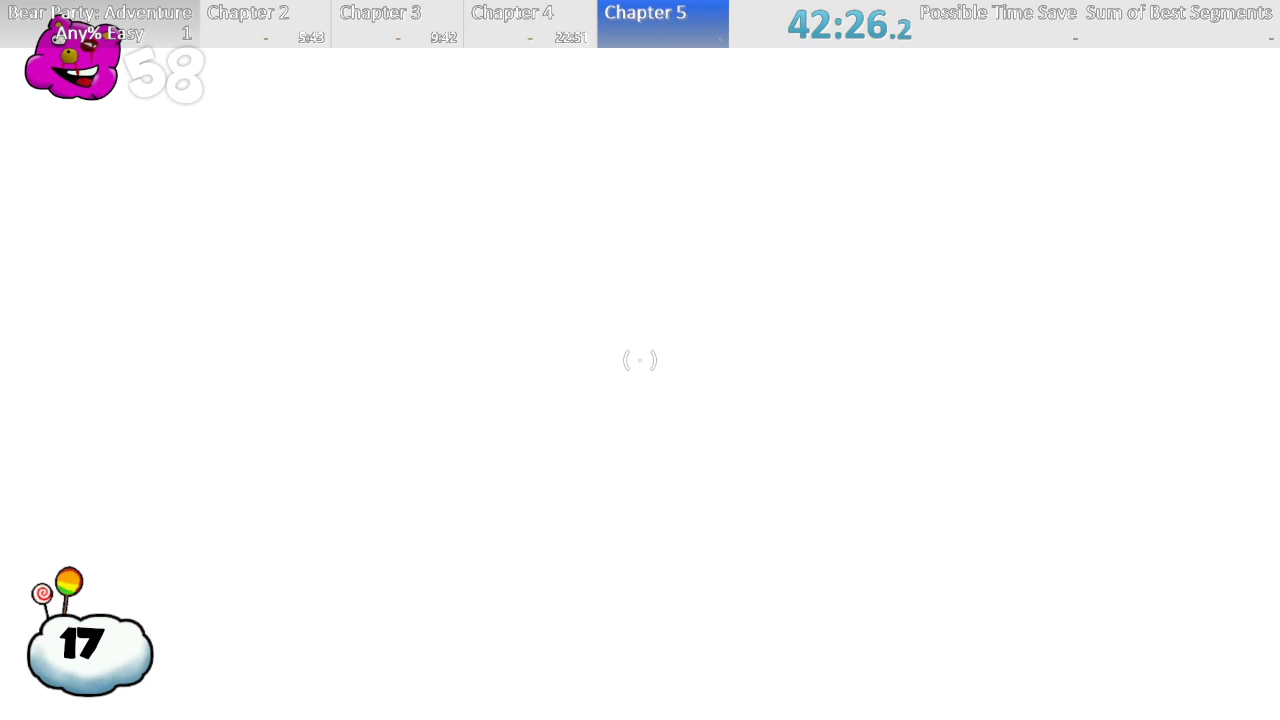 Bear Party: Adventure
Any% Easy 1
Chapter 2
- 5:43
Chapter 3
- 9:42
Chapter 4
- 22:51
Chapter 5
-
42:26.2
Possible Time Save
-
Sum of Best Segments
-
58
( · )
17